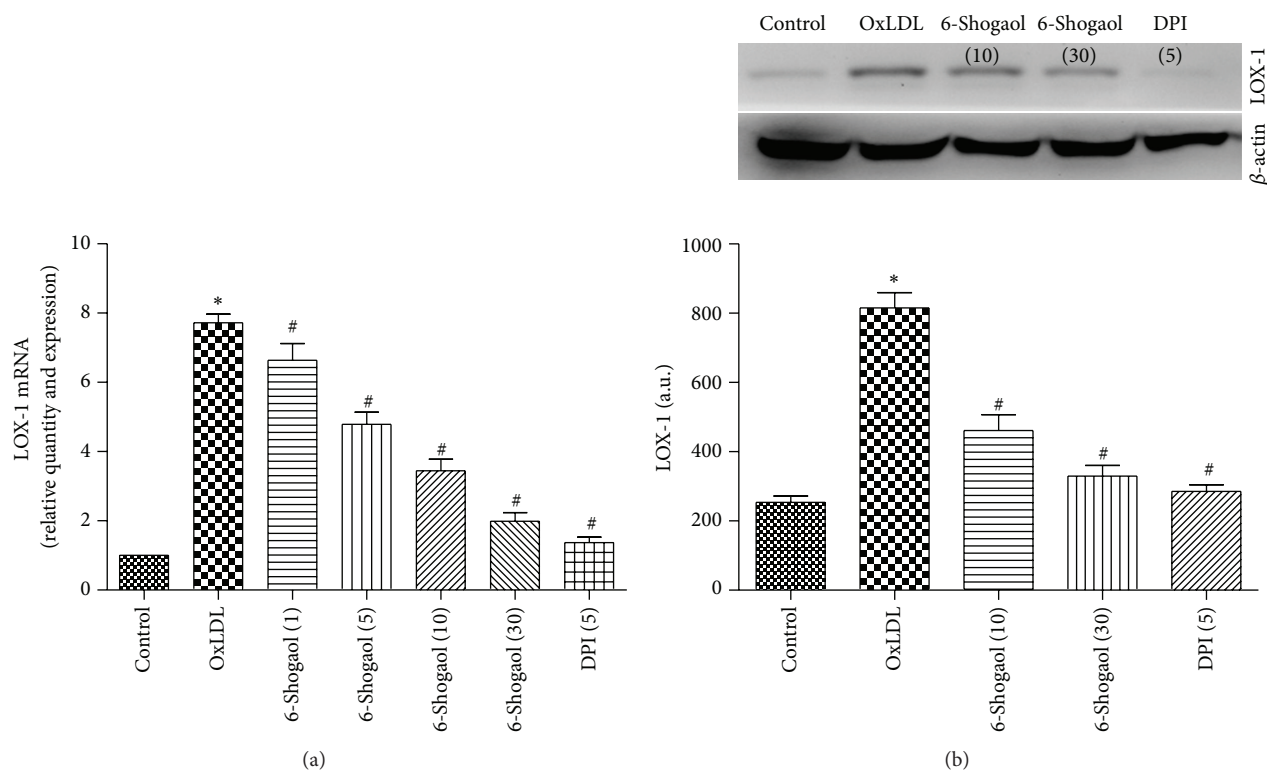 Control OxLDL 6-Shogaol 6-Shogaol DPI
(10) (30) (5)
LOX-1
β-actin
LOX-1 mRNA
(relative quantity and expression)
10
8
6
4
2
0
*
#
#
#
#
#
Control
OxLDL
6-Shogaol (1)
6-Shogaol (5)
6-Shogaol (10)
6-Shogaol (30)
DPI (5)
(a)
LOX-1 (a.u.)
1000
800
600
400
200
0
*
#
#
#
Control
OxLDL
6-Shogaol (10)
6-Shogaol (30)
DPI (5)
(b)